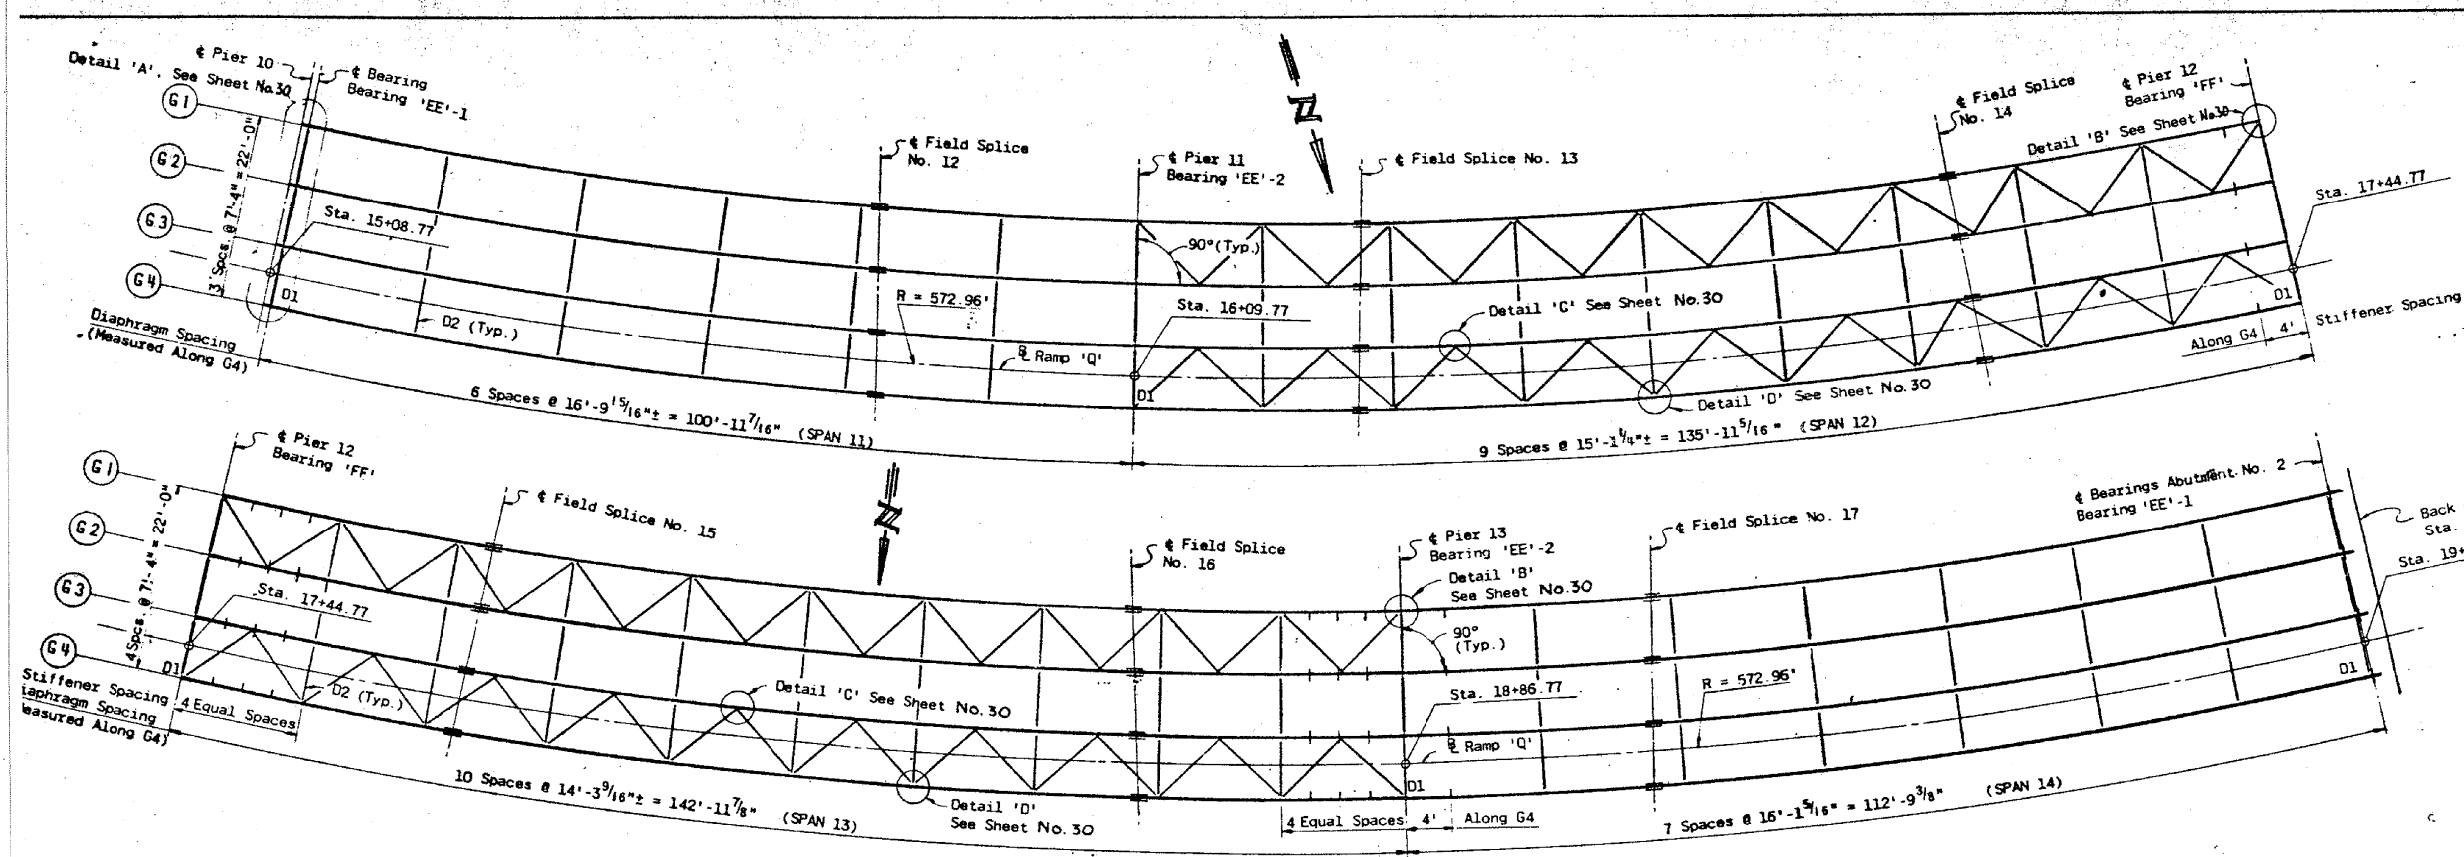 ℄ Pier 10
Detail 'A'. See Sheet No.30
℄ Bearing
Bearing 'EE'-1
G1
G2
G3
G4
3 Spcs @ 7'-4" = 22'-0"
Sta. 15+08.77
D1
D2 (Typ.)
Diaphragm Spacing
(Measured Along G4)
6 Spaces @ 16'-9 15/16"± = 100'-11 7/16" (SPAN 11)
℄ Field Splice
No. 12
R = 572.96'
℄ Pier 11
Bearing 'EE'-2
N
℄ Field Splice No. 13
90° (Typ.)
Sta. 16+09.77
Ramp 'Q'
D1
Detail 'C' See Sheet No.30
Detail 'D' See Sheet No.30
9 Spaces @ = 135'-11 5/16" (SPAN 12)
℄ Field Splice
No. 14
℄ Pier 12
Bearing 'FF'
Detail 'B' See Sheet No.30
Sta. 17+44.77
D1
Along G4
4'
Stiffener Spacing
℄ Pier 12
Bearing 'FF'
G1
G2
G3
G4
4 Spcs. @ 7'-4" = 22'-0"
Sta. 17+44.77
D1
D2 (Typ.)
Stiffener Spacing
iaphragm Spacing
easured Along G4)
4 Equal Spaces
10 Spaces @ 14'-3 9/16"± = 142'-11 7/8" (SPAN 13)
℄ Field Splice No. 15
N
℄ Field Splice
No. 16
Detail 'C' See Sheet No.30
Detail 'D'
See Sheet No.30
℄ Pier 13
Bearing 'EE'-2
Detail 'B'
See Sheet No.30
90°
(Typ.)
Sta. 18+86.77
Ramp 'Q'
D1
4 Equal Spaces
4'
Along G4
℄ Field Splice No. 17
R = 572.96'
7 Spaces @ 16'-1 5/16" = 112'-9 3/8" (SPAN 14)
℄ Bearings Abutment No. 2
Bearing 'EE'-1
Back
Sta.
Sta. 19+
D1